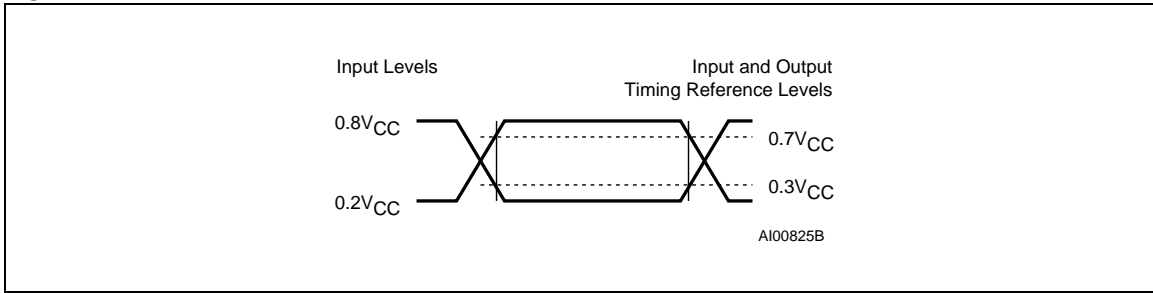 Input Levels
Input and Output
Timing Reference Levels
0.8VCC
0.7VCC
0.3VCC
0.2VCC
AI00825B